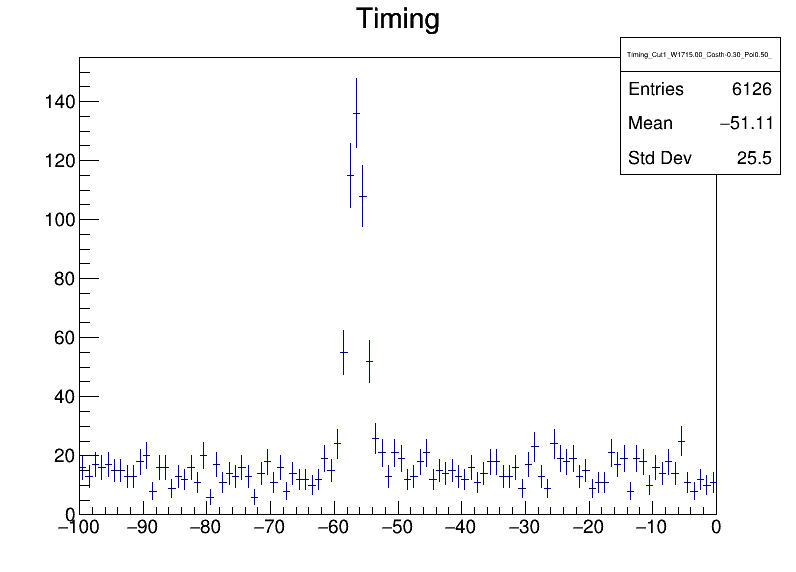 Timing
Timing_Cut1_W1715.00_Costh-0.30_Pol0.50_
Entries 6126
Mean −51.11
Std Dev 25.5
140
120
100
80
60
40
20
0
−100 −90 −80 −70 −60 −50 −40 −30 −20 −10 0